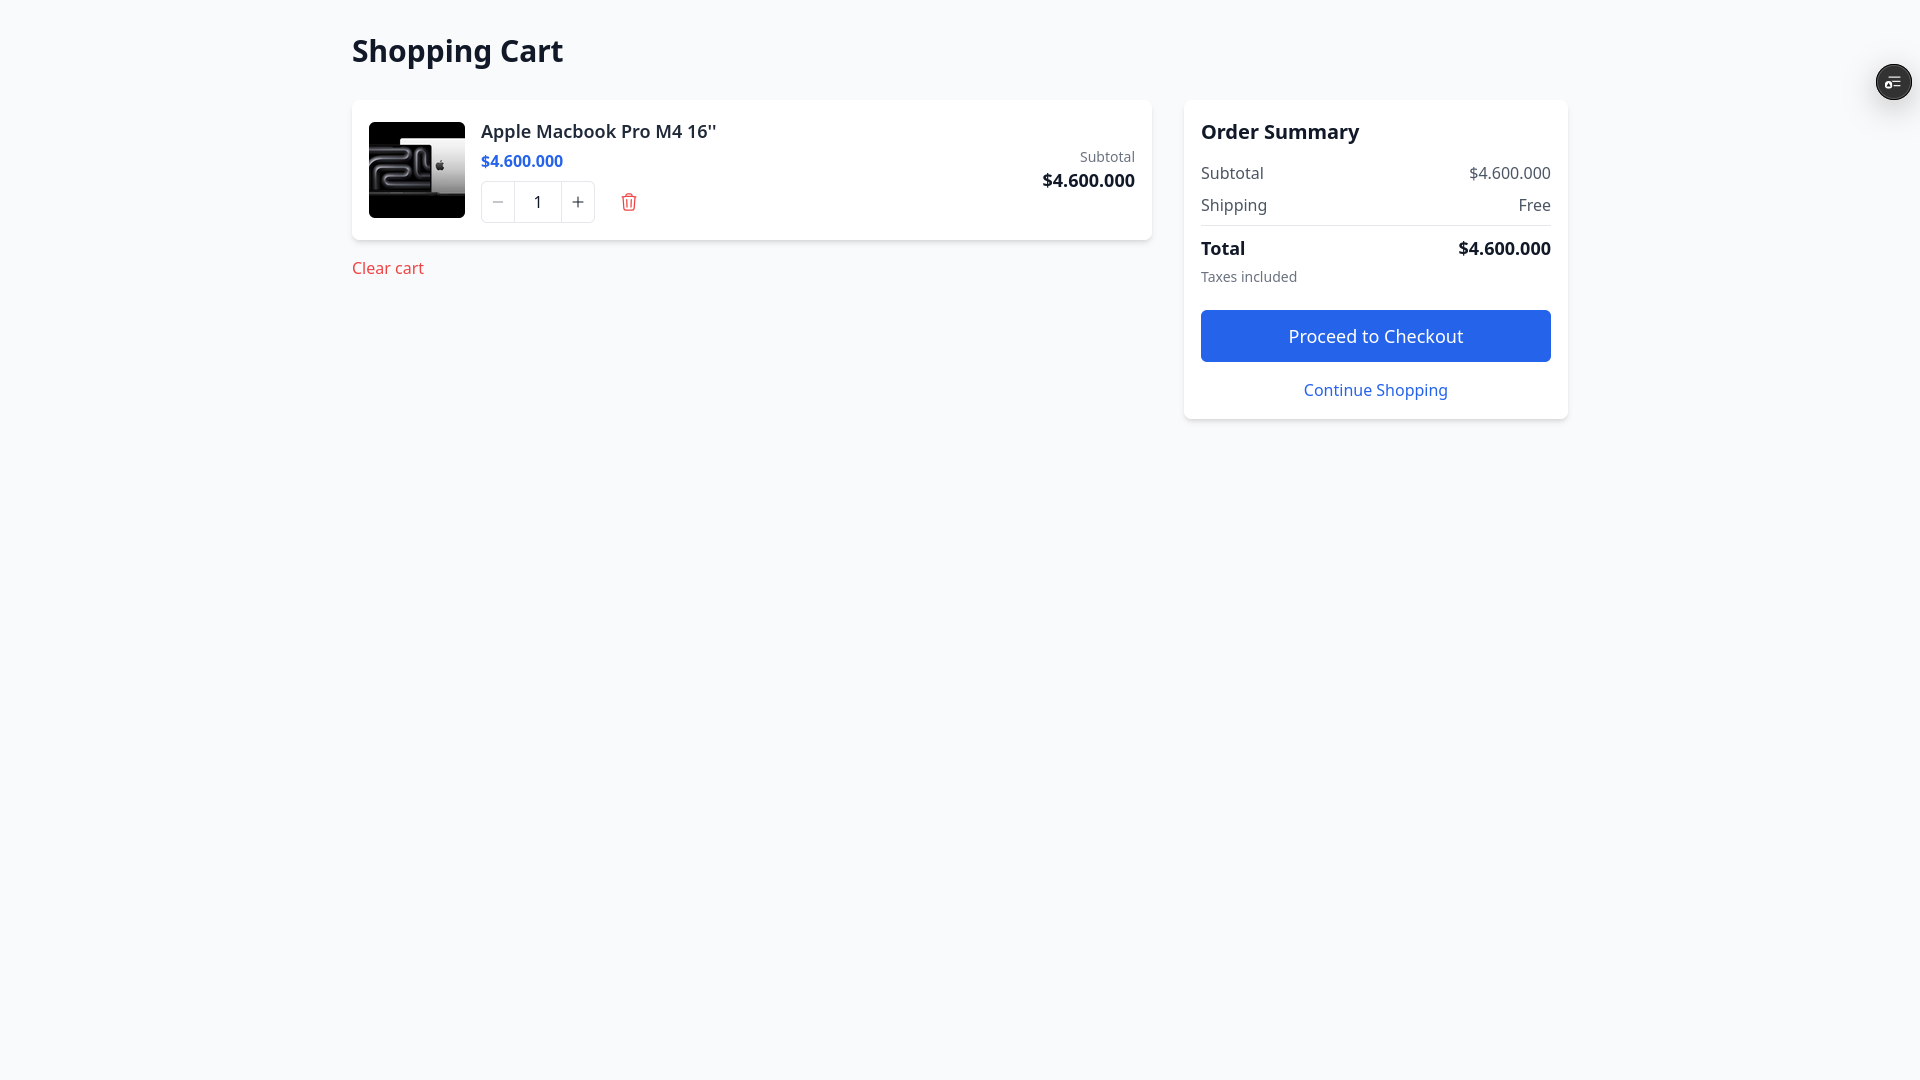 Shopping Cart
Apple Macbook Pro M4 16''
$4.600.000
1
Subtotal
$4.600.000
Clear cart
Order Summary
Subtotal $4.600.000
Shipping Free
Total $4.600.000
Taxes included
Proceed to Checkout
Continue Shopping